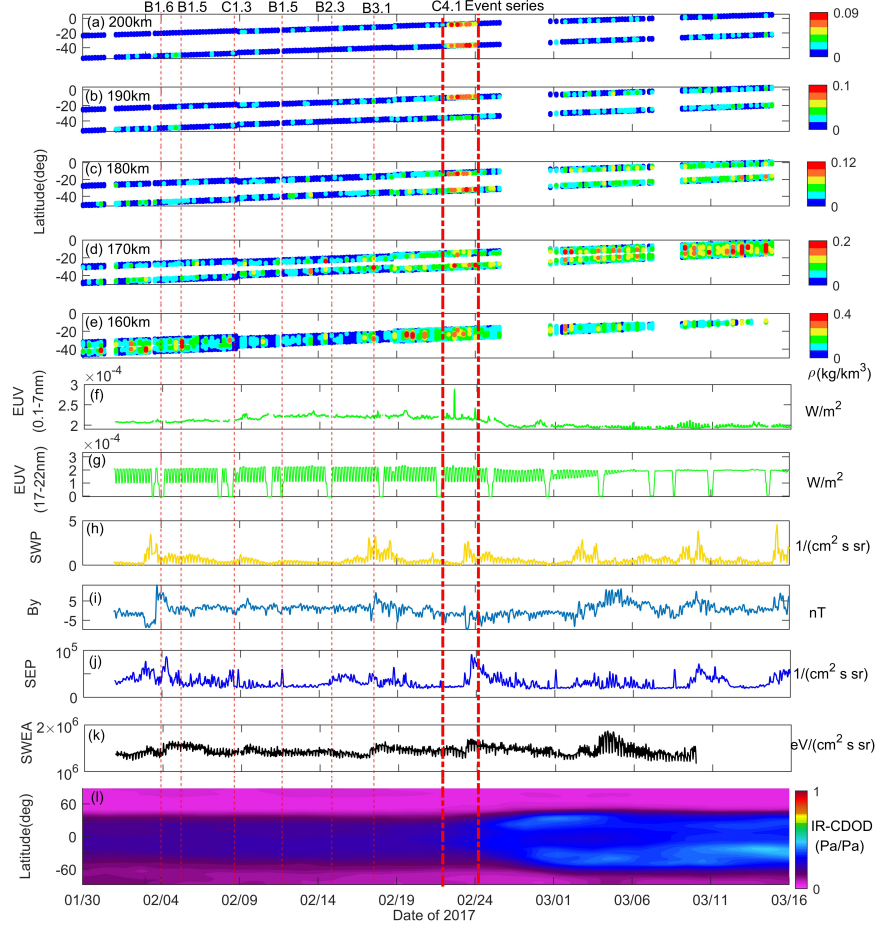 B1.6 B1.5 C1.3 B1.5 B2.3 B3.1 C4.1 Event series
(a) 200km
0
-20
-40
0.09
0
(b) 190km
0
-20
-40
0.1
0
(c) 180km
0
-20
-40
0.12
0
Latitude(deg)
(d) 170km
0
-20
-40
0.2
0
(e) 160km
0
-20
-40
0.4
0
ρ(kg/km³)
×10⁻⁴
(f)
EUV
(0.1-7nm)
3
2.5
2
W/m²
×10⁻⁴
(g)
EUV
(17-22nm)
3
2
1
0
W/m²
(h)
SWP
5
0
1/(cm² s sr)
(i)
By
5
-5
nT
(j)
SEP
10⁵
0
1/(cm² s sr)
(k)
SWEA
2×10⁶
10⁶
eV/(cm² s sr)
(l)
Latitude(deg)
60
0
-60
1
IR-CDOD
(Pa/Pa)
0
01/30 02/04 02/09 02/14 02/19 02/24 03/01 03/06 03/11 03/16
Date of 2017